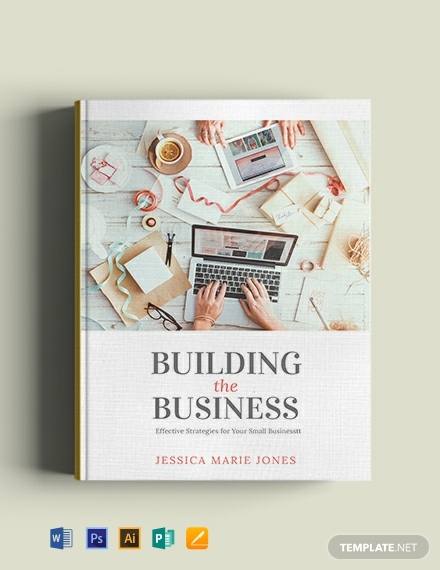 BUILDING
the
BUSINESS
Effective Strategies for Your Small Businesstt
JESSICA MARIE JONES
W
Ps
Ai
P
TEMPLATE.NET